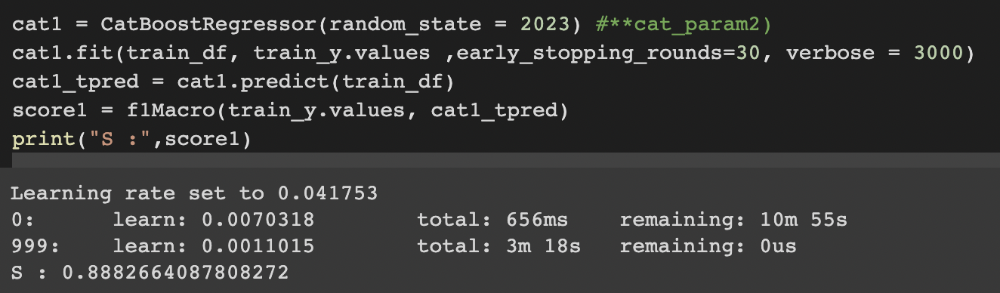 cat1 = CatBoostRegressor(random_state = 2023) #**cat_param2)
cat1.fit(train_df, train_y.values ,early_stopping_rounds=30, verbose = 3000)
cat1_tpred = cat1.predict(train_df)
score1 = f1Macro(train_y.values, cat1_tpred)
print("S :",score1)
Learning rate set to 0.041753
0: learn: 0.0070318 total: 656ms remaining: 10m 55s
999: learn: 0.0011015 total: 3m 18s remaining: 0us
S : 0.8882664087808272